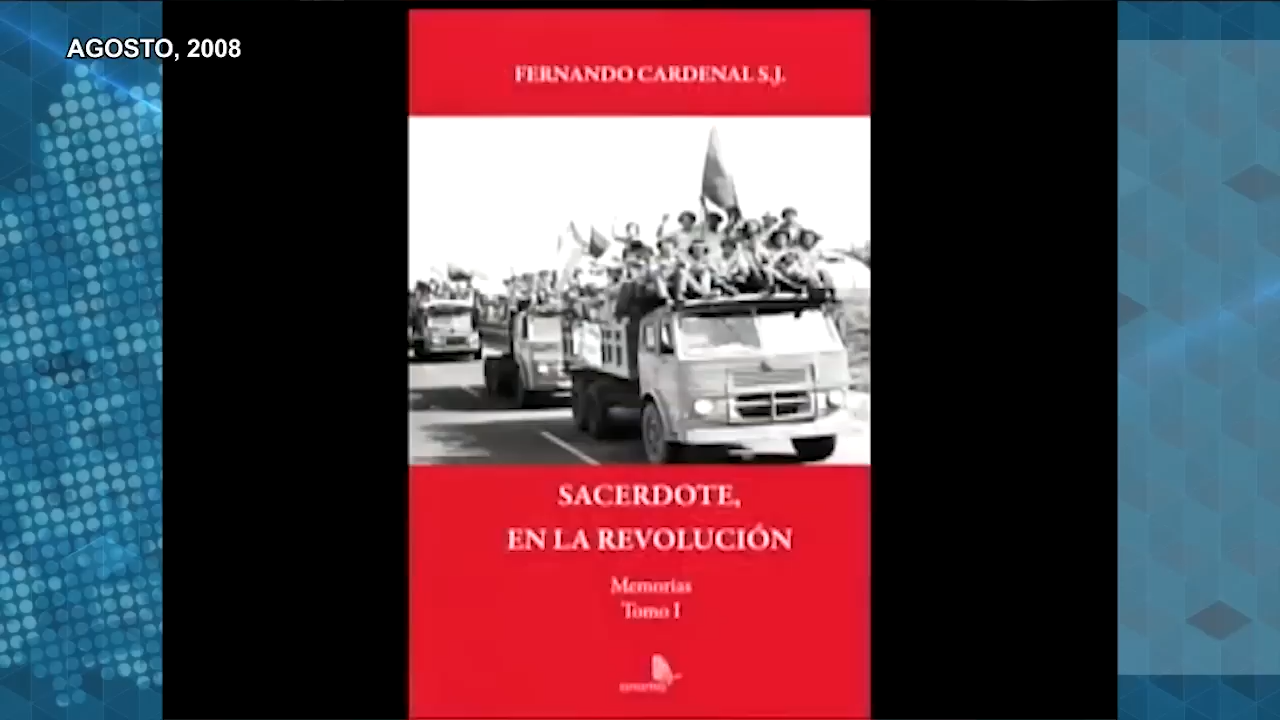 AGOSTO, 2008
FERNANDO CARDENAL S.J.
SACERDOTE,
EN LA REVOLUCIÓN
Memorias
Tomo I